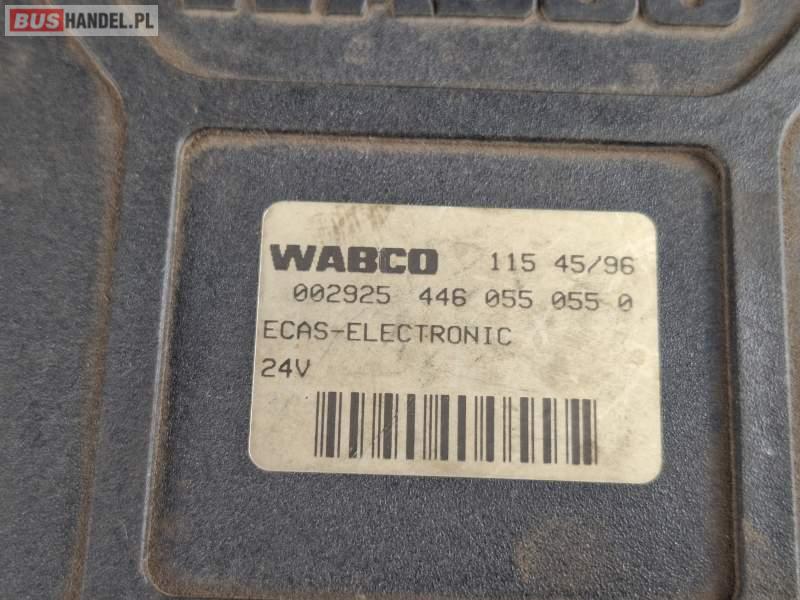 BUSHANDEL.PL
WABCO 115 45/96
002925 446 055 055 0
ECAS-ELECTRONIC
24V